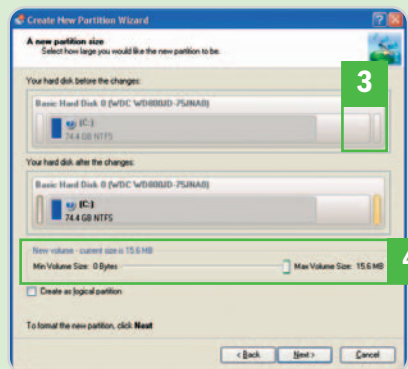 Create New Partition Wizard
A new partition size
Select how large you would like the new partition to be.
Your hard disk before the changes:
3
Basic Hard Disk 0 (WDC WD800JD-75JNA0)
(C:)
74.4 GB NTFS
Your hard disk after the changes:
Basic Hard Disk 0 (WDC WD800JD-75JNA0)
(C:)
74.4 GB NTFS
New volume - current size is 15.6 MB
4
Min Volume Size: 0 Bytes
Max Volume Size: 15.6 MB
Create as logical partition
To format the new partition, click Next
< Back
Next >
Cancel